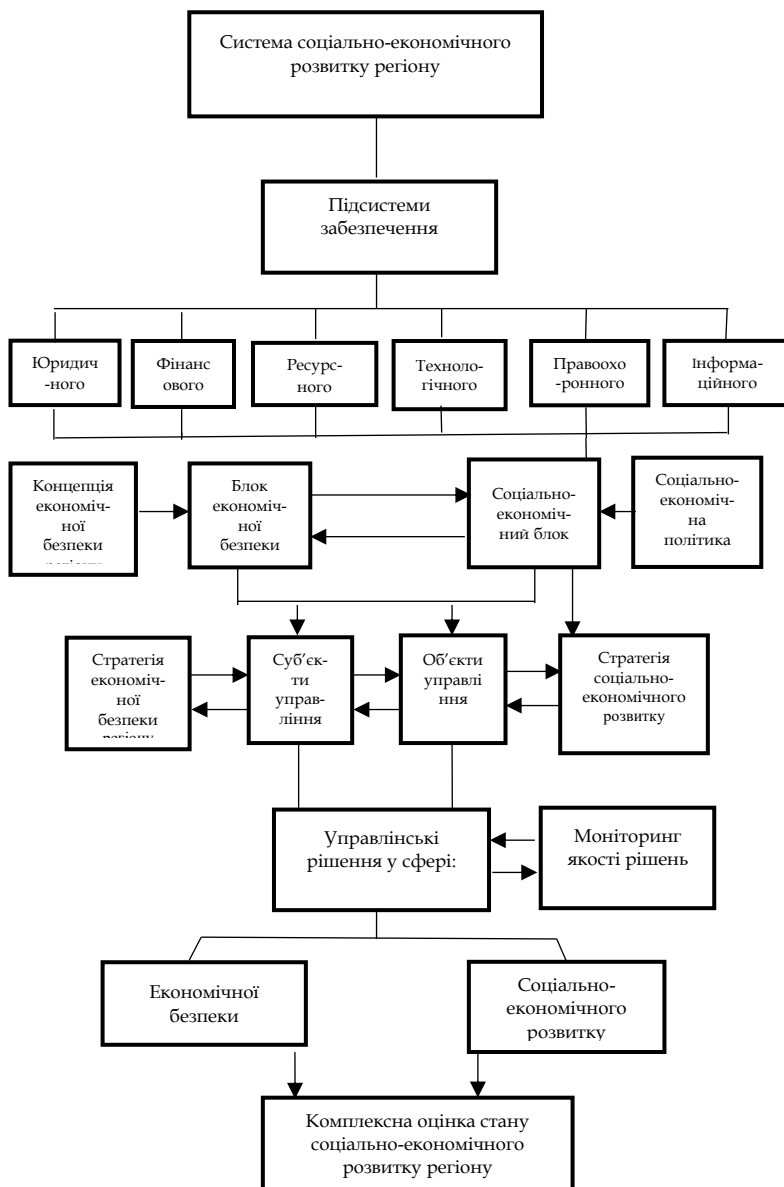 Система соціально-економічного
розвитку регіону
Підсистеми
забезпечення
Юридич
-ного
Фінанс
ового
Ресурс-
ного
Техноло-
гічного
Правоохо
-ронного
Інформа-
ційного
Концепція
економіч-
ної
безпеки
регіону
Блок
економіч-
ної
безпеки
Соціально-
економіч-
ний блок
Соціально-
економіч-
на
політика
Стратегія
економіч-
ної
безпеки
регіону
Суб’єк-
ти
управ-
ління
Об’єкти
управлі
ння
Стратегія
соціально-
економічного
розвитку
Управлінські
рішення у сфері:
Моніторинг
якості рішень
Економічної
безпеки
Соціально-
економічного
розвитку
Комплексна оцінка стану
соціально-економічного
розвитку регіону